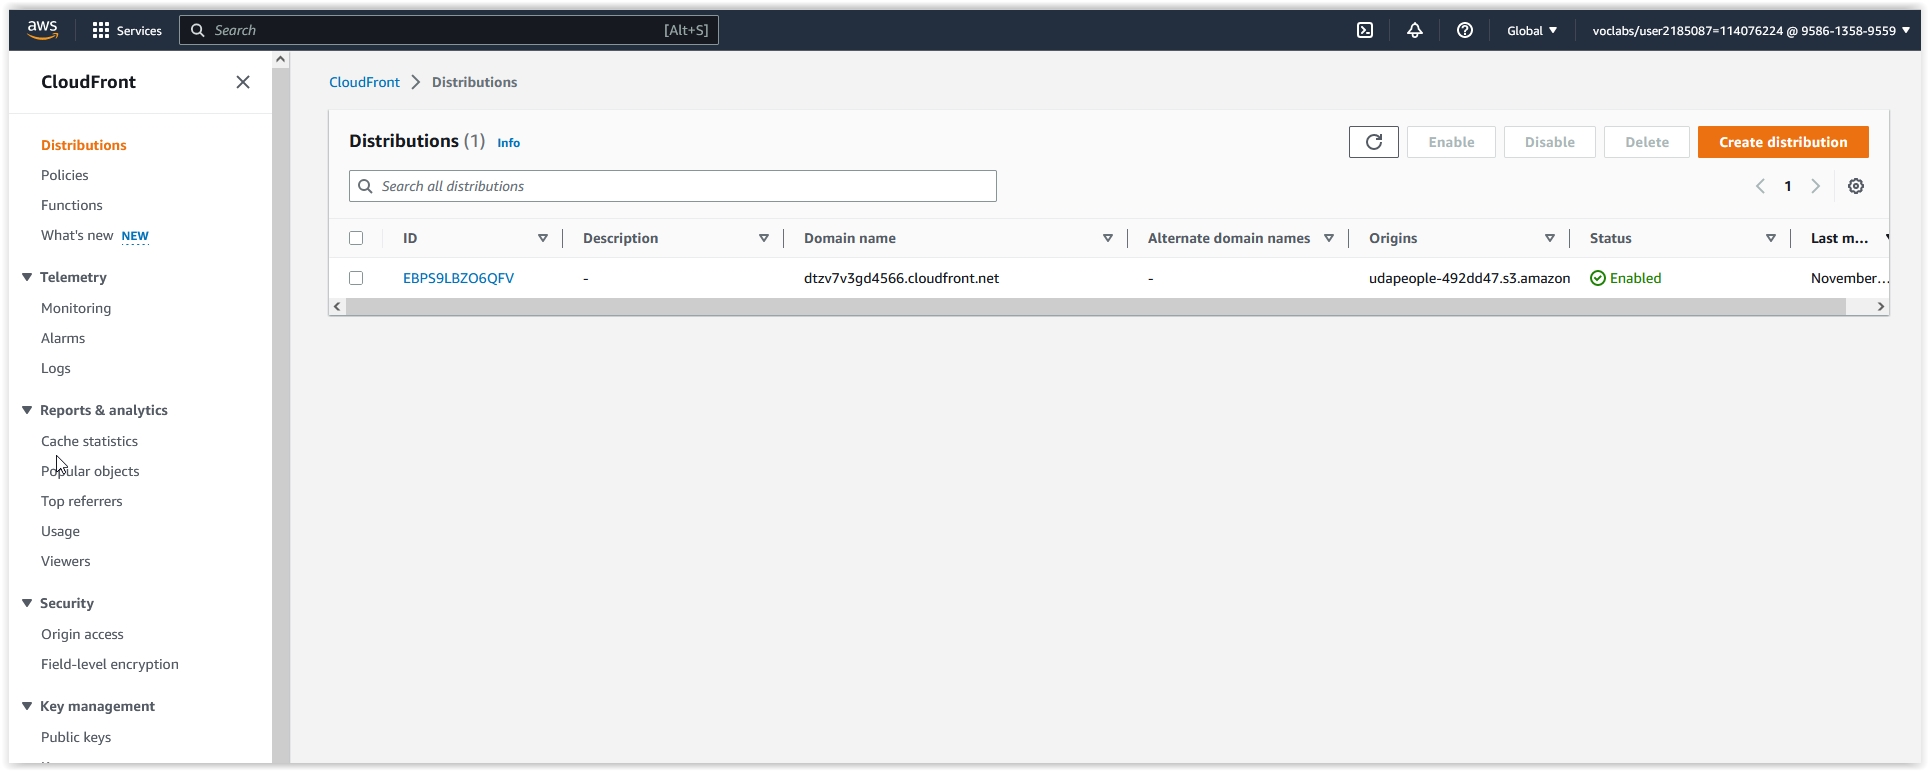 aws
Services
Search [Alt+S]
Global
voclabs/user2185087=114076224 @ 9586-1358-9559
CloudFront
Distributions
Policies
Functions
What's new NEW
Telemetry
Monitoring
Alarms
Logs
Reports & analytics
Cache statistics
Popular objects
Top referrers
Usage
Viewers
Security
Origin access
Field-level encryption
Key management
Public keys
CloudFront > Distributions
Distributions (1) Info
Enable
Disable
Delete
Create distribution
Search all distributions
1
ID Description Domain name Alternate domain names Origins Status Last m...
EBPS9LBZO6QFV - dtzv7v3gd4566.cloudfront.net - udapeople-492dd47.s3.amazon Enabled November...